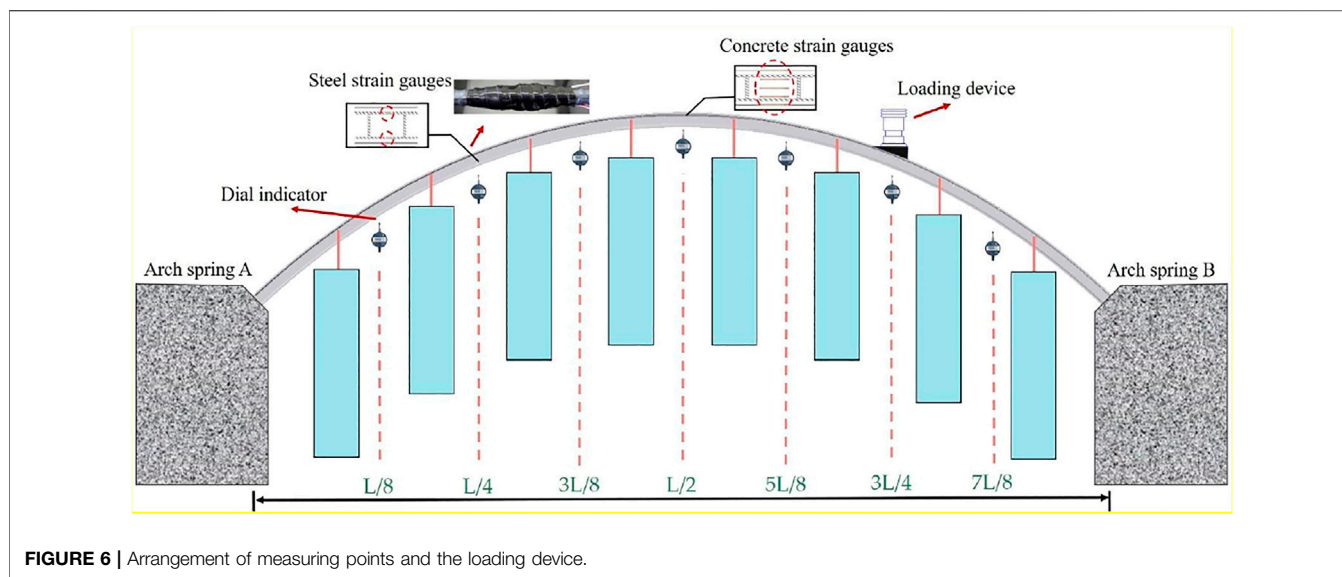 Concrete strain gauges
Steel strain gauges
Loading device
Dial indicator
Arch spring A
Arch spring B
L/8 L/4 3L/8 L/2 5L/8 3L/4 7L/8
FIGURE 6 | Arrangement of measuring points and the loading device.